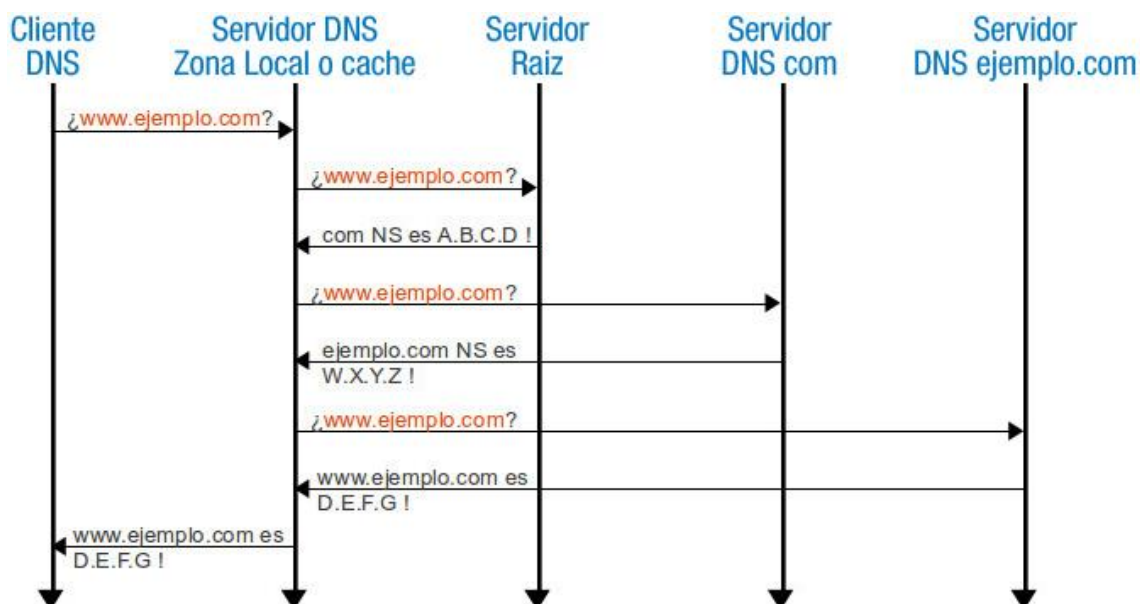 Cliente
DNS
Servidor DNS
Zona Local o cache
Servidor
Raiz
Servidor
DNS com
Servidor
DNS ejemplo.com
¿www.ejemplo.com?
¿www.ejemplo.com?
com NS es A.B.C.D !
¿www.ejemplo.com?
ejemplo.com NS es
W.X.Y.Z !
¿www.ejemplo.com?
www.ejemplo.com es
D.E.F.G !
www.ejemplo.com es
D.E.F.G !